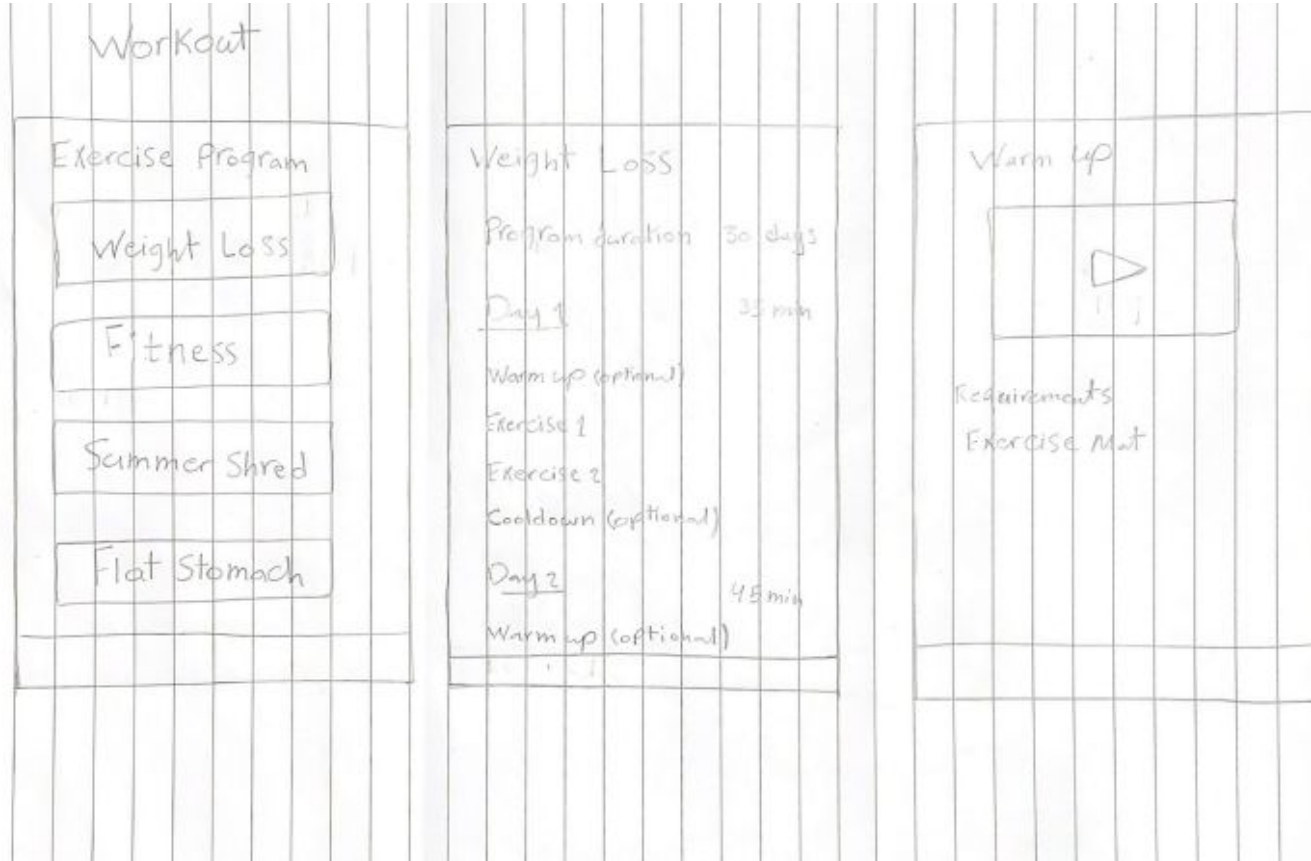 Workout
Exercise Program
Weight Loss
Fitness
Summer Shred
Flat Stomach
Weight Loss
Program duration 30 days
Day 1 35 min
Warm up (optional)
Exercise 1
Exercise 2
Cooldown (optional)
Day 2 45 min
Warm up (optional)
Warm up
Requirements
Exercise Mat